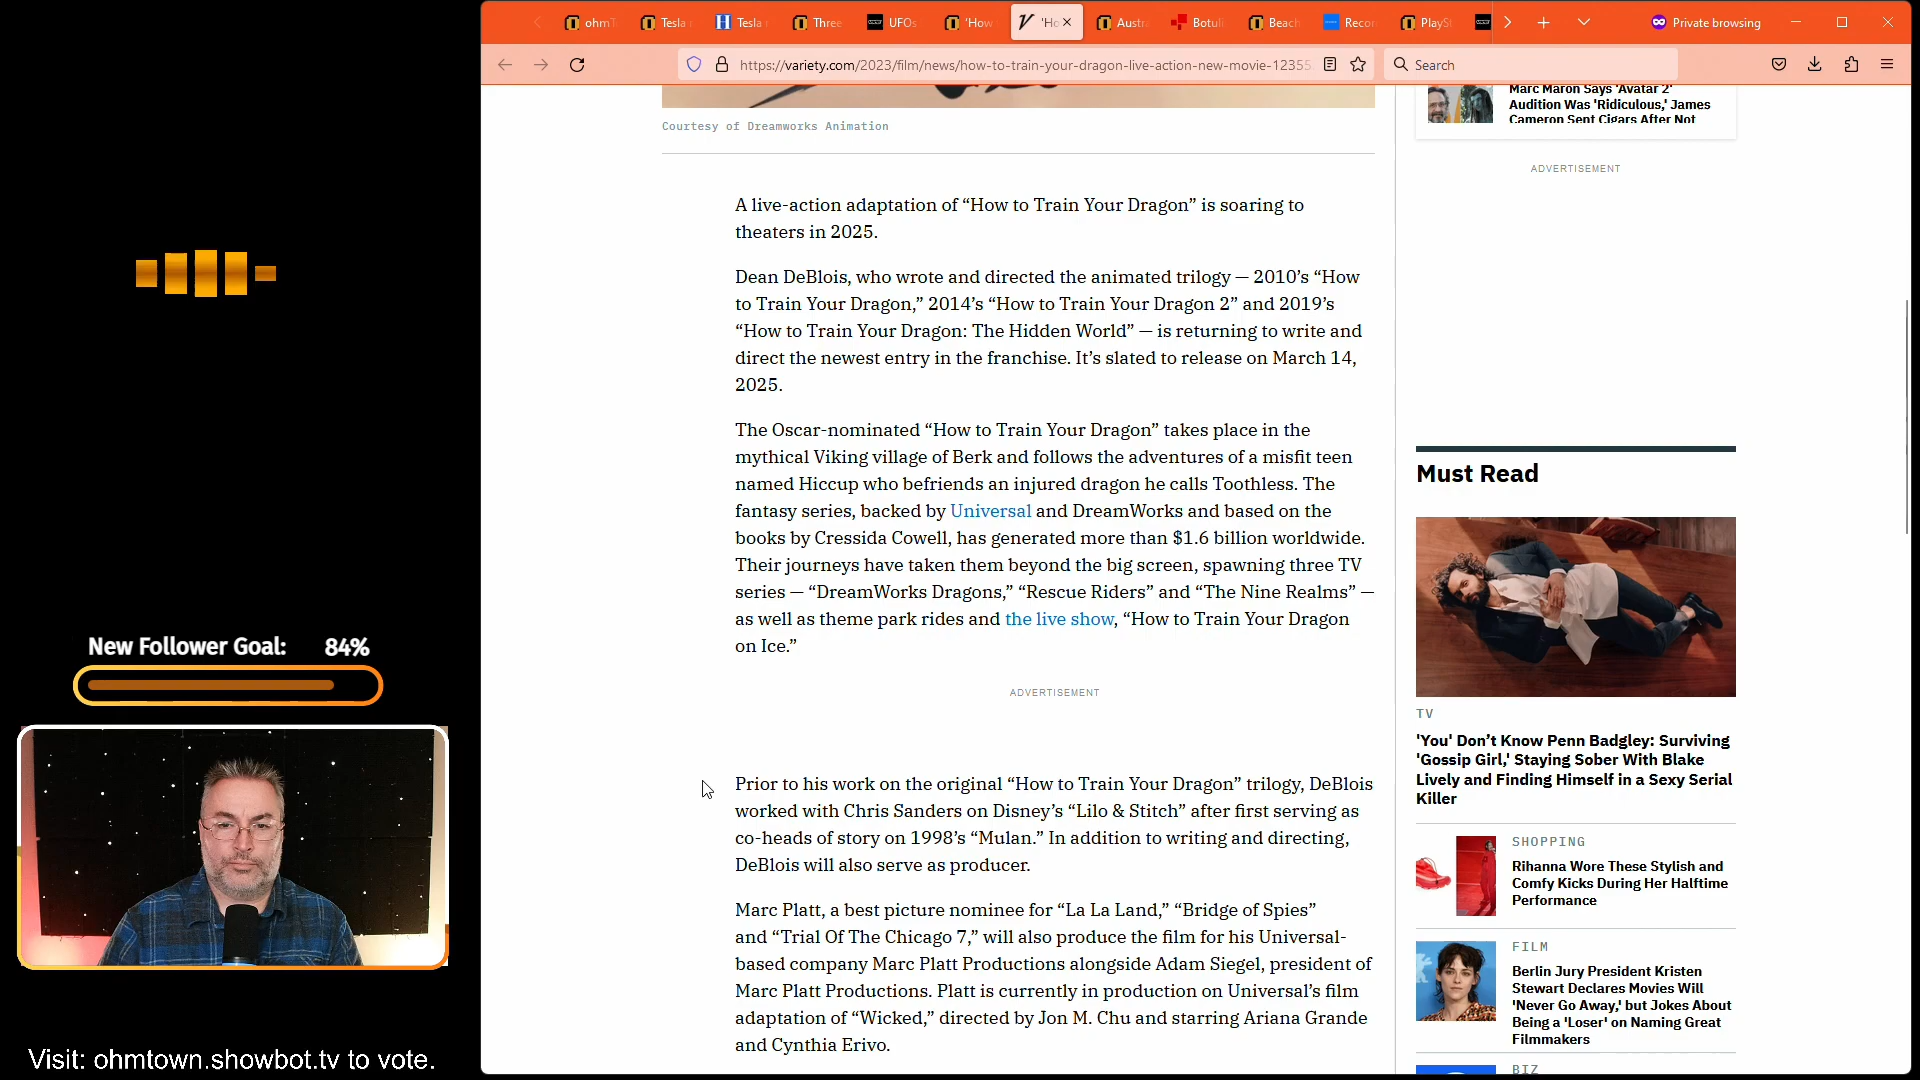 ohmT
Tesla
Tesla
Three
UFOs
'How
'Ho
Austr
Botuli
Beach
Recor
PlaySt
Private browsing
https://variety.com/2023/film/news/how-to-train-your-dragon-live-action-new-movie-12355
Search
Courtesy of Dreamworks Animation
A live-action adaptation of “How to Train Your Dragon” is soaring to
theaters in 2025.
Dean DeBlois, who wrote and directed the animated trilogy — 2010’s “How
to Train Your Dragon,” 2014’s “How to Train Your Dragon 2” and 2019’s
“How to Train Your Dragon: The Hidden World” — is returning to write and
direct the newest entry in the franchise. It’s slated to release on March 14,
2025.
The Oscar-nominated “How to Train Your Dragon” takes place in the
mythical Viking village of Berk and follows the adventures of a misfit teen
named Hiccup who befriends an injured dragon he calls Toothless. The
fantasy series, backed by Universal and DreamWorks and based on the
books by Cressida Cowell, has generated more than $1.6 billion worldwide.
Their journeys have taken them beyond the big screen, spawning three TV
series — “DreamWorks Dragons,” “Rescue Riders” and “The Nine Realms” —
as well as theme park rides and the live show, “How to Train Your Dragon
on Ice.”
ADVERTISEMENT
Prior to his work on the original “How to Train Your Dragon” trilogy, DeBlois
worked with Chris Sanders on Disney’s “Lilo & Stitch” after first serving as
co-heads of story on 1998’s “Mulan.” In addition to writing and directing,
DeBlois will also serve as producer.
Marc Platt, a best picture nominee for “La La Land,” “Bridge of Spies”
and “Trial Of The Chicago 7,” will also produce the film for his Universal-
based company Marc Platt Productions alongside Adam Siegel, president of
Marc Platt Productions. Platt is currently in production on Universal’s film
adaptation of “Wicked,” directed by Jon M. Chu and starring Ariana Grande
and Cynthia Erivo.
Marc Maron Says 'Avatar 2'
Audition Was 'Ridiculous,' James
Cameron Sent Cigars After Not
ADVERTISEMENT
Must Read
TV
'You' Don’t Know Penn Badgley: Surviving
'Gossip Girl,' Staying Sober With Blake
Lively and Finding Himself in a Sexy Serial
Killer
SHOPPING
Rihanna Wore These Stylish and
Comfy Kicks During Her Halftime
Performance
FILM
Berlin Jury President Kristen
Stewart Declares Movies Will
'Never Go Away,' but Jokes About
Being a 'Loser' on Naming Great
Filmmakers
BIZ
New Follower Goal: 84%
Visit: ohmtown.showbot.tv to vote.